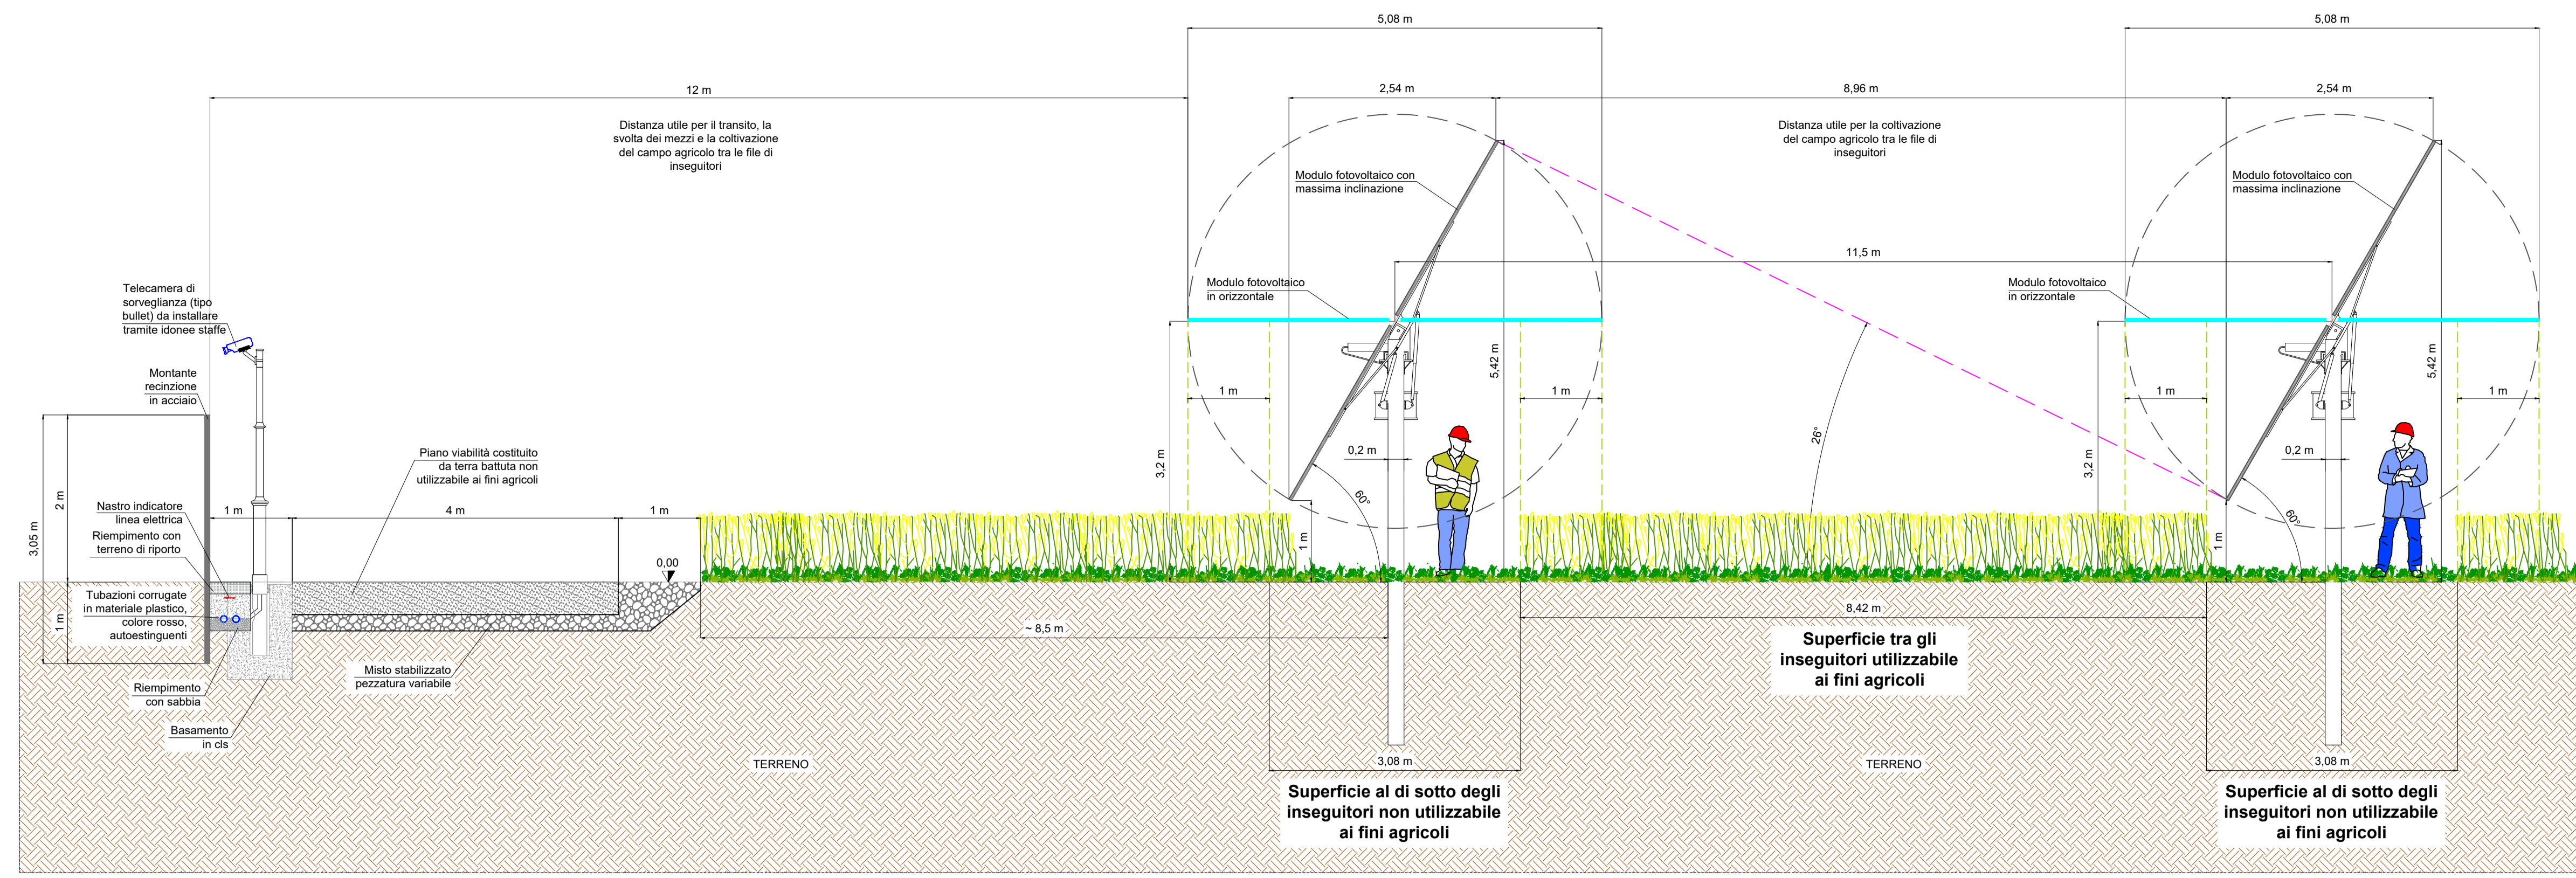 5,08 m
5,08 m
12 m
2,54 m
8,96 m
2,54 m
Distanza utile per il transito, la
svolta dei mezzi e la coltivazione
del campo agricolo tra le file di
inseguitori
Distanza utile per la coltivazione
del campo agricolo tra le file di
inseguitori
Modulo fotovoltaico con
massima inclinazione
Modulo fotovoltaico con
massima inclinazione
11,5 m
Modulo fotovoltaico
in orizzontale
Modulo fotovoltaico
in orizzontale
Telecamera di
sorveglianza (tipo
bullet) da installare
tramite idonee staffe
Montante
recinzione
in acciaio
5,42 m
5,42 m
1 m
1 m
1 m
1 m
26°
0,2 m
0,2 m
3,2 m
3,2 m
Piano viabilità costituito
da terra battuta non
utilizzabile ai fini agricoli
60°
60°
3,05 m
2 m
Nastro indicatore
linea elettrica
1 m
4 m
1 m
Riempimento con
terreno di riporto
1 m
1 m
0,00
Tubazioni corrugate
in materiale plastico,
colore rosso,
autoestinguenti
1 m
~ 8,5 m
8,42 m
Superficie tra gli
inseguitori utilizzabile
ai fini agricoli
Misto stabilizzato
pezzatura variabile
Riempimento
con sabbia
Basamento
in cls
TERRENO
TERRENO
3,08 m
3,08 m
Superficie al di sotto degli
inseguitori non utilizzabile
ai fini agricoli
Superficie al di sotto degli
inseguitori non utilizzabile
ai fini agricoli